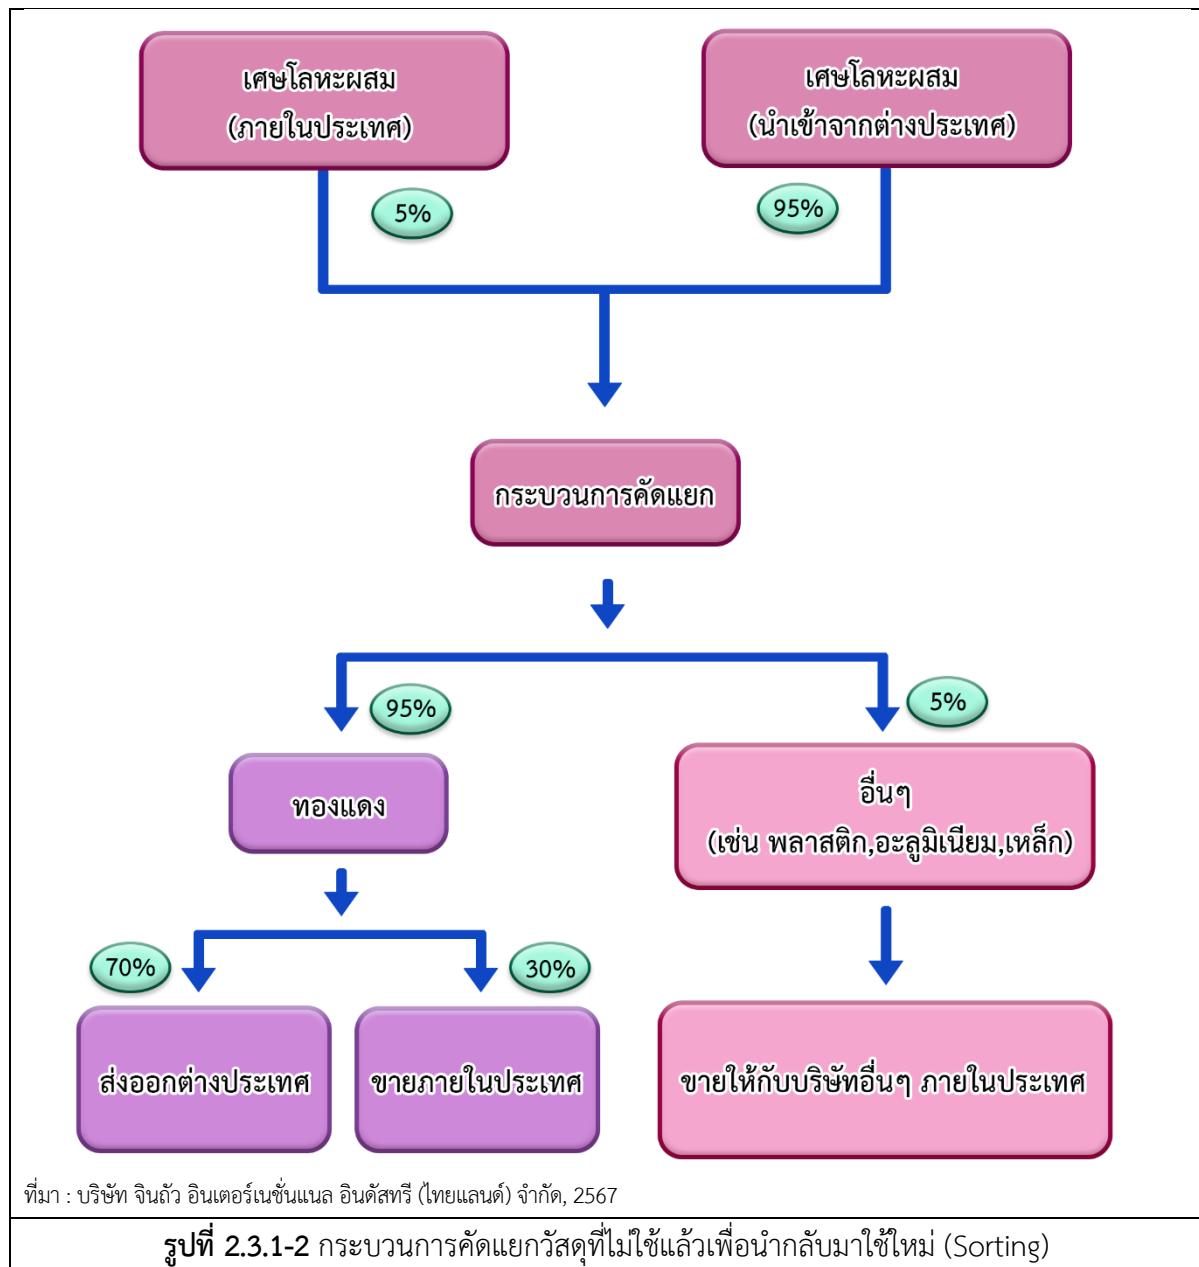 เศษโลหะผสม
(ภายในประเทศ)
เศษโลหะผสม
(นำเข้าจากต่างประเทศ)
5%
95%
กระบวนการคัดแยก
95%
5%
ทองแดง
อื่นๆ
(เช่น พลาสติก,อะลูมิเนียม,เหล็ก)
70%
30%
ส่งออกต่างประเทศ
ขายภายในประเทศ
ขายให้กับบริษัทอื่นๆ ภายในประเทศ
ที่มา : บริษัท จินถัว อินเตอร์เนชั่นแนล อินดัสทรี (ไทยแลนด์) จำกัด, 2567
รูปที่ 2.3.1-2 กระบวนการคัดแยกวัสดุที่ไม่ใช้แล้วเพื่อนำกลับมาใช้ใหม่ (Sorting)